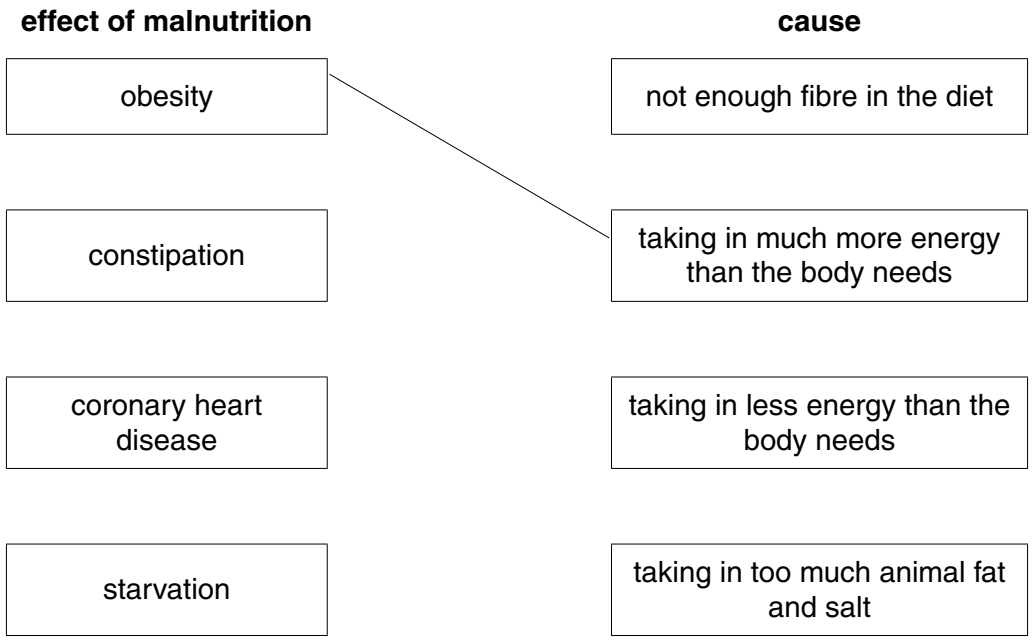 effect of malnutrition
cause
obesity
not enough fibre in the diet
constipation
taking in much more energy
than the body needs
coronary heart
disease
taking in less energy than the
body needs
starvation
taking in too much animal fat
and salt